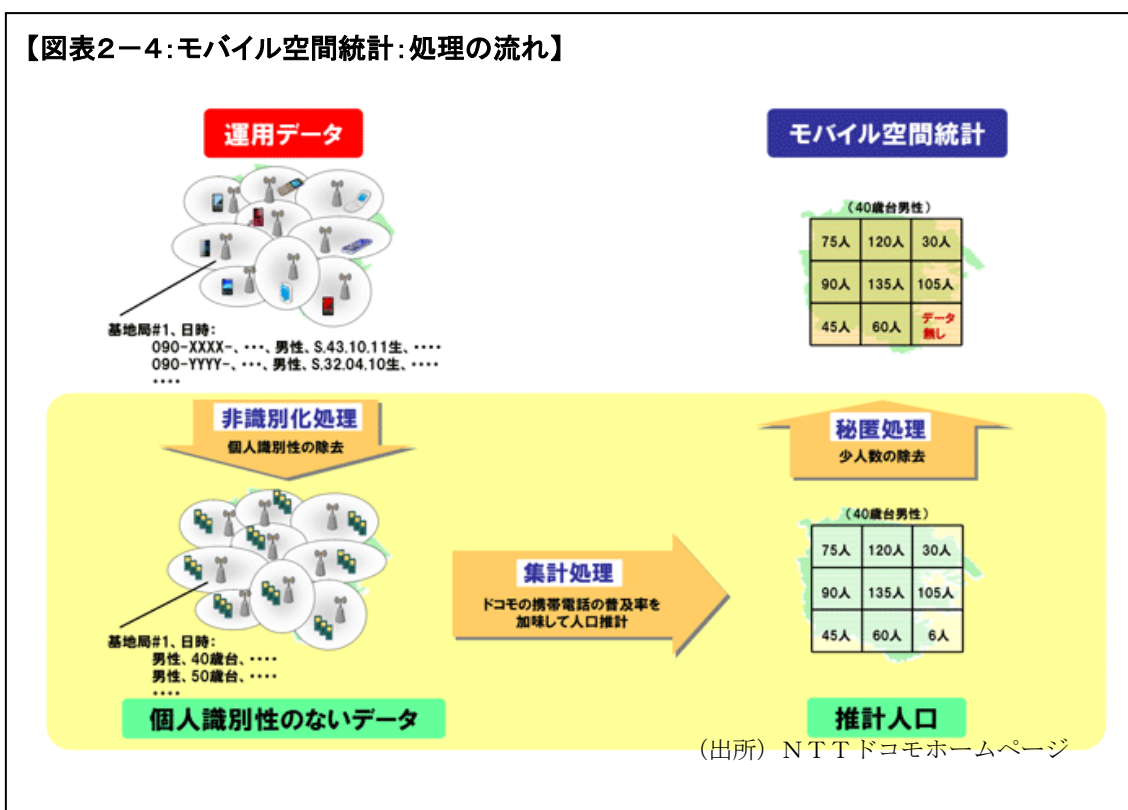 【図表2－4:モバイル空間統計:処理の流れ】
運用データ
基地局#1、日時:
090-XXXX-、･･･、男性、S.43.10.11生、････
090-YYYY-、･･･、男性、S.32.04.10生、････
････
非識別化処理
個人識別性の除去
基地局#1、日時:
男性、40歳台、････
男性、50歳台、････
････
個人識別性のないデータ
集計処理
ドコモの携帯電話の普及率を
加味して人口推計
モバイル空間統計
（40歳台男性）
75人 120人 30人
90人 135人 105人
45人 60人 データ
無し
秘匿処理
少人数の除去
（40歳台男性）
75人 120人 30人
90人 135人 105人
45人 60人 6人
推計人口
（出所）ＮＴＴドコモホームページ